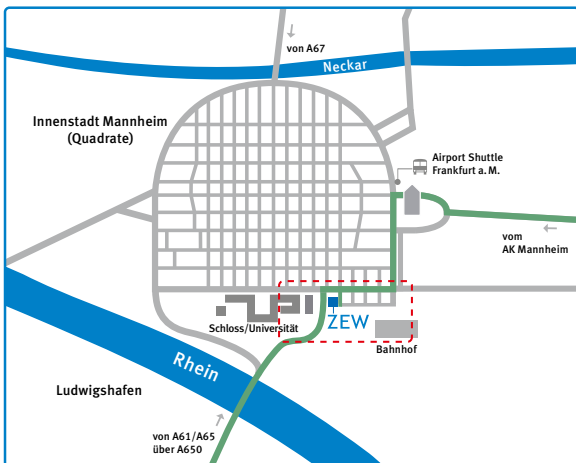 von A67
Neckar
Innenstadt Mannheim
(Quadrate)
Airport Shuttle
Frankfurt a. M.
vom
AK Mannheim
Schloss/Universität
ZEW
Bahnhof
Rhein
Ludwigshafen
von A61/A65
über A650